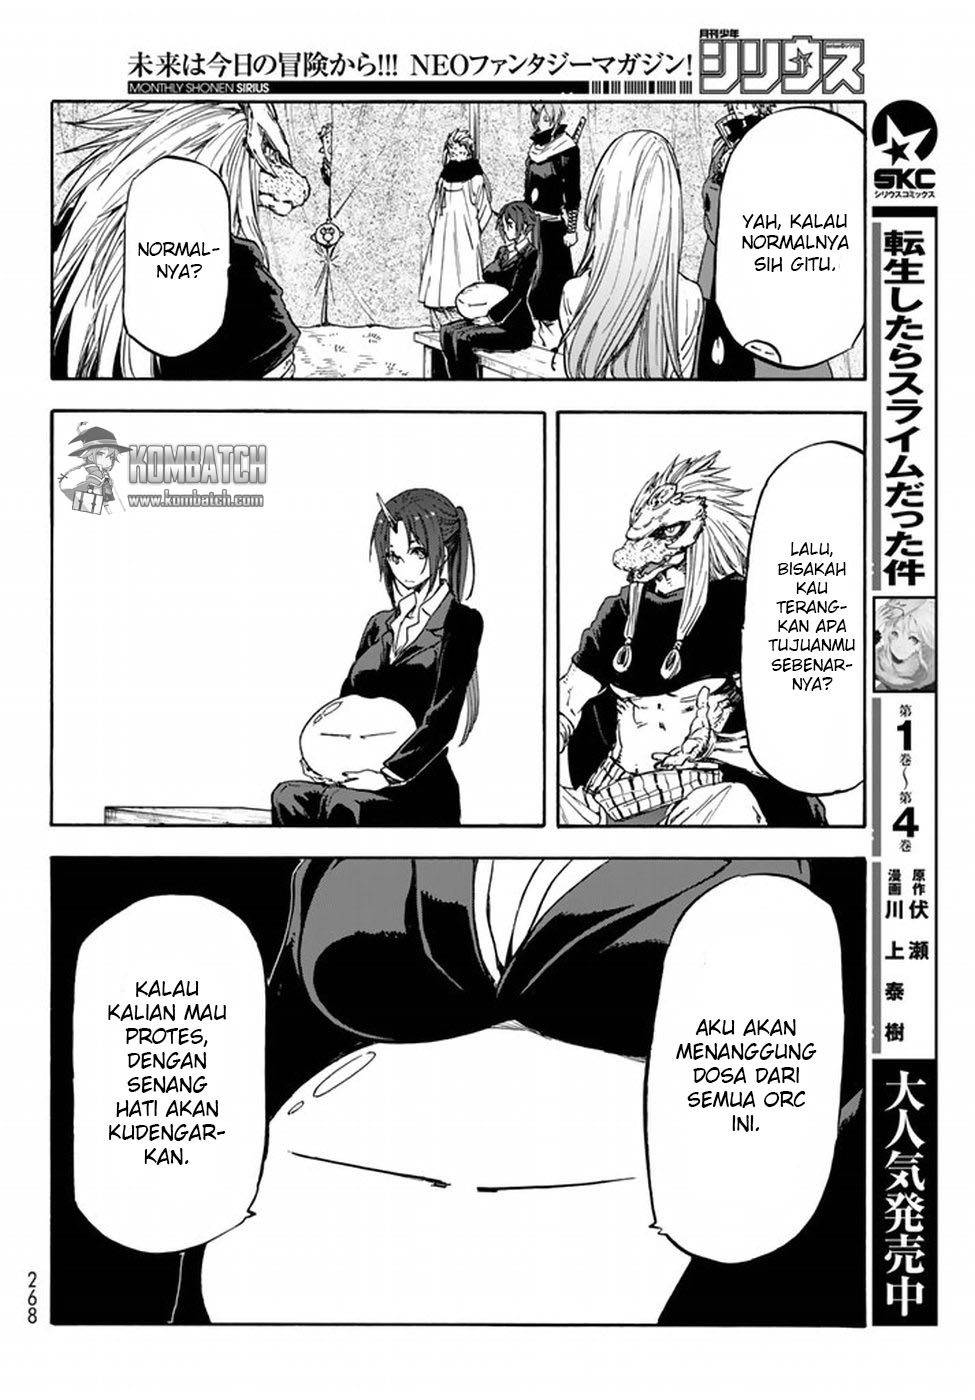 未来は今日の冒険から!!! NEOファンタジーマガジン!
月刊少年
シリウス
MONTHLY SHONEN SIRIUS
YAH, KALAU
NORMALNYA
SIH GITU.
NORMAL-
NYA?
LALU,
BISAKAH
KAU
TERANG-
KAN APA
TUJUANMU
SEBENAR-
NYA?
KOMBATCH
www.kombatch.com
AKU AKAN
MENANGGUNG
DOSA DARI
SEMUA ORC
INI.
KALAU
KALIAN MAU
PROTES,
DENGAN
SENANG
HATI AKAN
KUDENGAR-
KAN.
SKC
シリウスコミックス
転生したらスライムだった件
第1巻~第4巻
原作 伏瀬
漫画 川上泰樹
大人気発売中
268